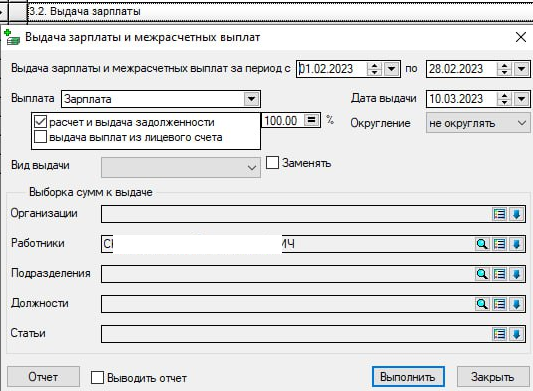 3.2. Выдача зарплаты
Выдача зарплаты и межрасчетных выплат
Выдача зарплаты и межрасчетных выплат за период с 01.02.2023 по 28.02.2023
Выплата Зарплата Дата выдачи 10.03.2023
расчет и выдача задолженности 100.00 % Округление не округлять
выдача выплат из лицевого счета
Вид выдачи Заменять
Выборка сумм к выдаче
Организации
Работники ИЧ
Подразделения
Должности
Статьи
Отчет Выводить отчет Выполнить Закрыть